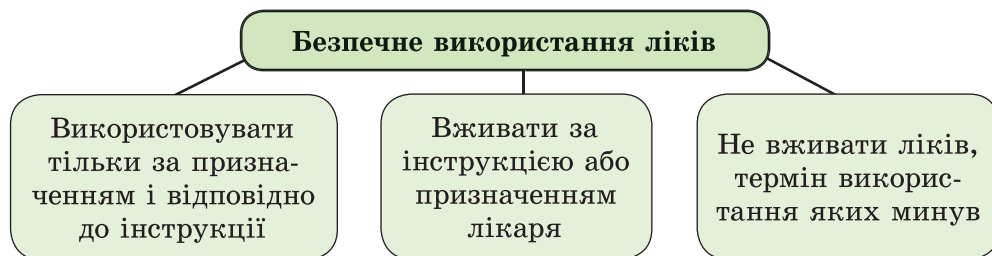 Безпечне використання ліків
Використовувати
тільки за призна-
ченням і відповідно
до інструкції
Вживати за
інструкцією або
призначенням
лікаря
Не вживати ліків,
термін викорис-
тання яких минув